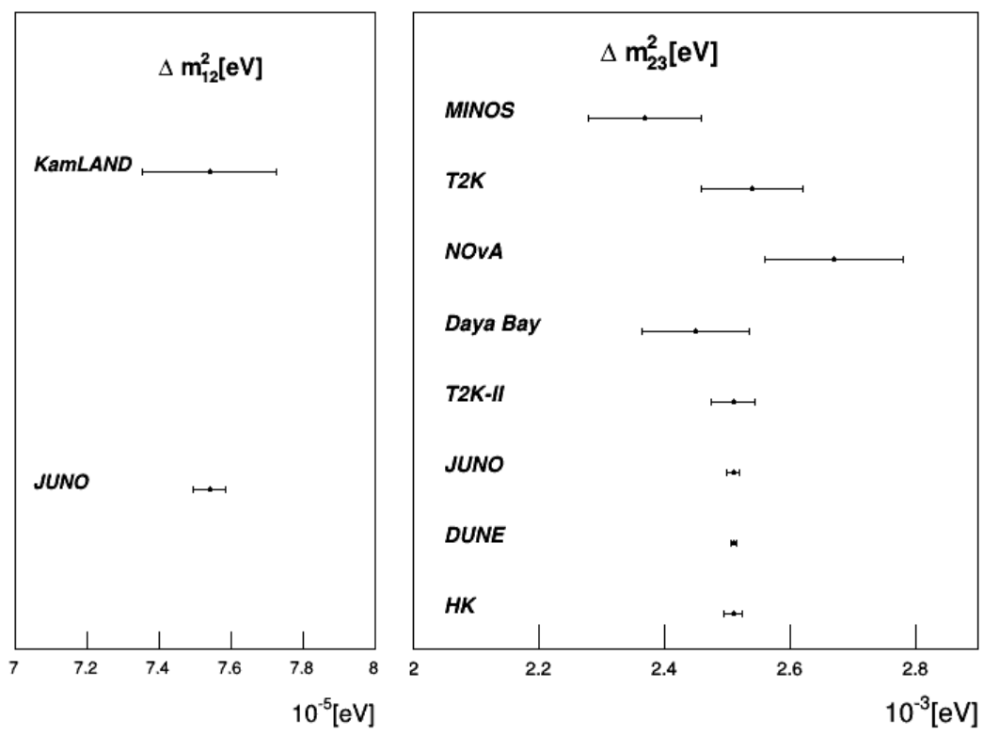 Δ m²₁₂[eV]
KamLAND
JUNO
7 7.2 7.4 7.6 7.8 8
10⁻⁵[eV]
Δ m²₂₃[eV]
MINOS
T2K
NOvA
Daya Bay
T2K-II
JUNO
DUNE
HK
2 2.2 2.4 2.6 2.8
10⁻³[eV]